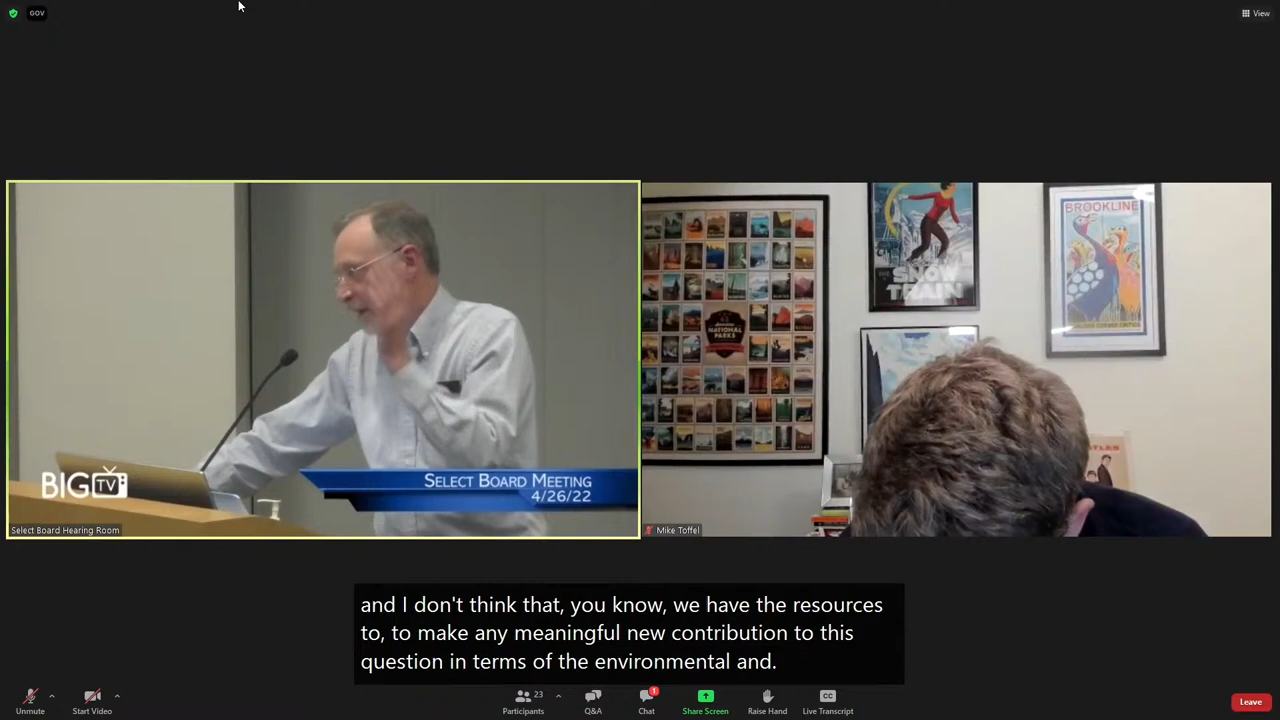 GOV
View
SNOW
TRAIN
BROOKLINE
NATIONAL
PARKS
BIG TV
SELECT BOARD MEETING
4/26/22
Select Board Hearing Room
Mike Toffel
and I don't think that, you know, we have the resources
to, to make any meaningful new contribution to this
question in terms of the environmental and.
23
1
CC
Unmute
Start Video
Participants
Q&A
Chat
Share Screen
Raise Hand
Live Transcript
Leave